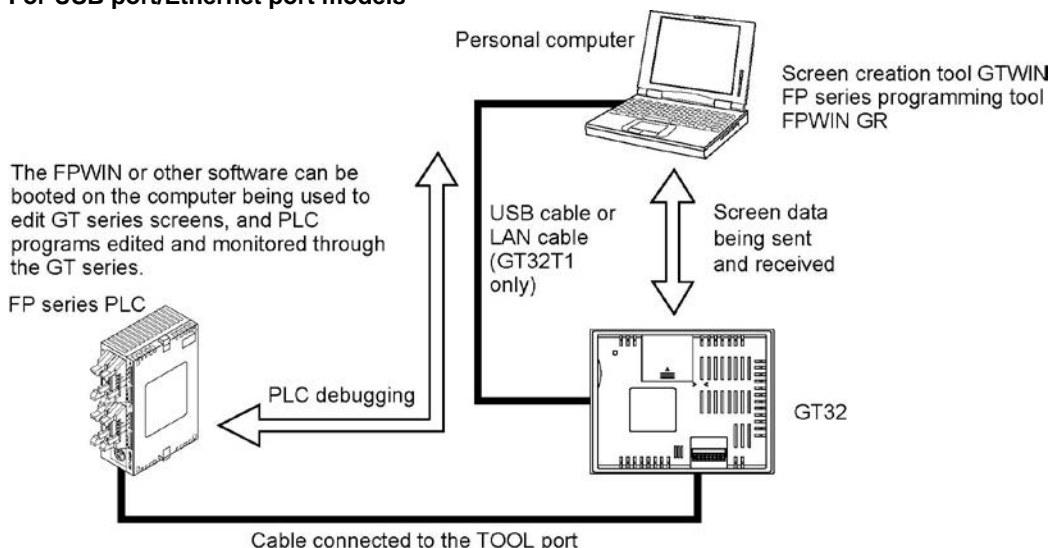 For USB port/Ethernet port models
Personal computer
Screen creation tool GTWIN
FP series programming tool
FPWIN GR
The FPWIN or other software can be
booted on the computer being used to
edit GT series screens, and PLC
programs edited and monitored through
the GT series.
USB cable or
LAN cable
(GT32T1
only)
Screen data
being sent
and received
FP series PLC
PLC debugging
GT32
Cable connected to the TOOL port